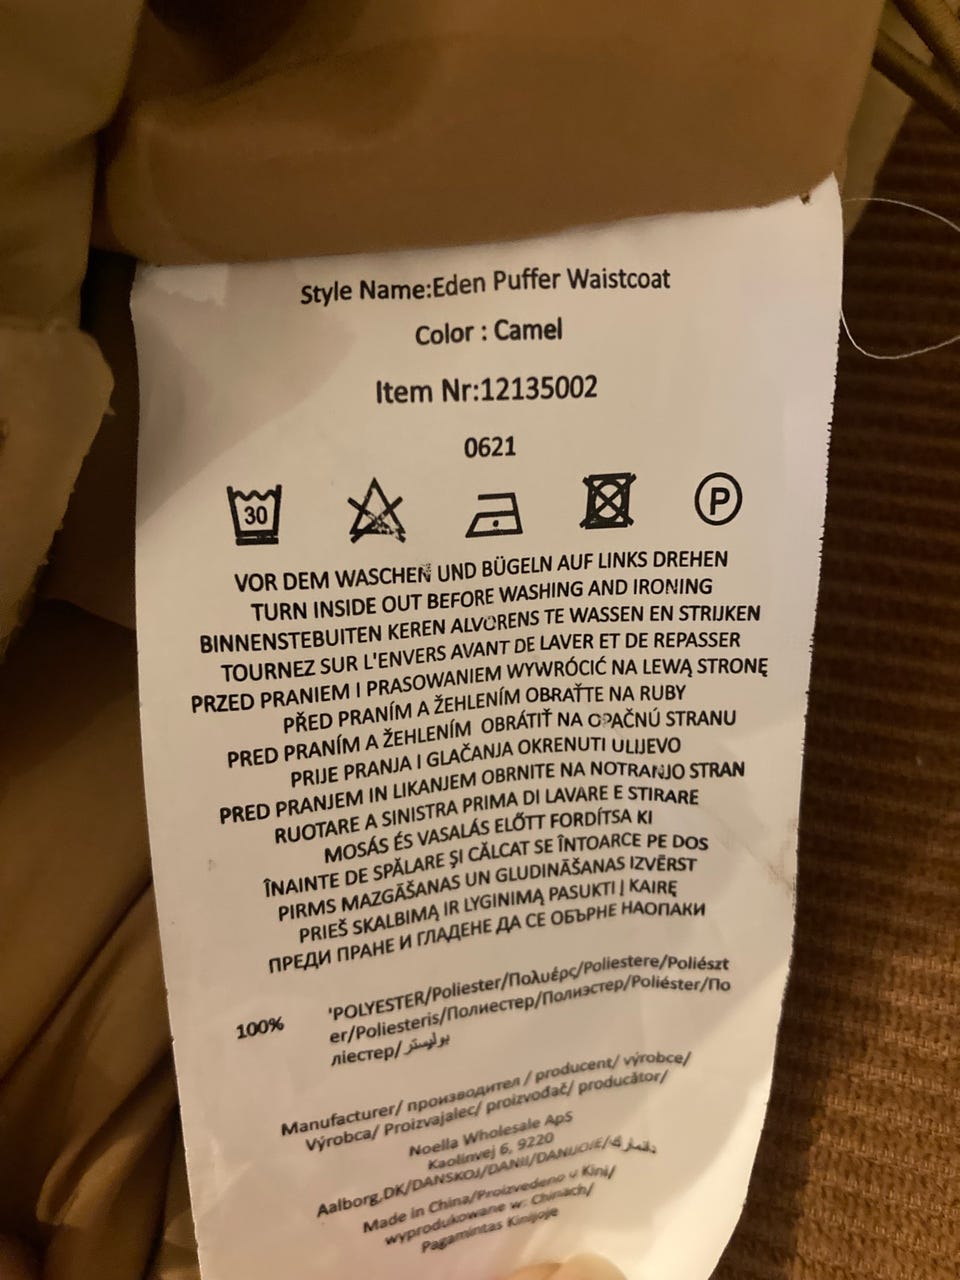 Style Name:Eden Puffer Waistcoat
Color : Camel
Item Nr:12135002
0621
30
P
VOR DEM WASCHEN UND BÜGELN AUF LINKS DREHEN
TURN INSIDE OUT BEFORE WASHING AND IRONING
BINNENSTEBUITEN KEREN ALVORENS TE WASSEN EN STRIJKEN
TOURNEZ SUR L'ENVERS AVANT DE LAVER ET DE REPASSER
PRZED PRANIEM I PRASOWANIEM WYWRÓCIĆ NA LEWĄ STRONĘ
PŘED PRANÍM A ŽEHLENÍM OBRAŤTE NA RUBY
PRED PRANÍM A ŽEHLENÍM OBRÁTIŤ NA OPAČNÚ STRANU
PRIJE PRANJA I GLAČANJA OKRENUTI ULIJEVO
PRED PRANJEM IN LIKANJEM OBRNITE NA NOTRANJO STRAN
RUOTARE A SINISTRA PRIMA DI LAVARE E STIRARE
MOSÁS ÉS VASALÁS ELŐTT FORDÍTSA KI
ÎNAINTE DE SPĂLARE ŞI CĂLCAT SE ÎNTOARCE PE DOS
PIRMS MAZGĀŠANAS UN GLUDINĀŠANAS IZVĒRST
PRIEŠ SKALBIMĄ IR LYGINIMĄ PASUKTI Į KAIRĘ
ПРЕДИ ПРАНЕ И ГЛАДЕНЕ ДА СЕ ОБЪРНЕ НАОПАКИ
100% 'POLYESTER/Poliester/Πολυέρς/Poliestere/Poliészt
er/Poliesteris/Полиестер/Полиэстер/Poliéster/По
ліестер/بوليستر
Manufacturer/ производител / producent/ výrobce/
Výrobca/ Proizvajalec/ proizvođač/ producător/
Noella Wholesale ApS
Kaolinvej 6, 9220
Aalborg,DK/DANSKOJ/DANII/DANIJOJE/
Made in China/Proizvedeno u Kini/
wyprodukowane w: Chinach/
Pagamintas Kinijoje